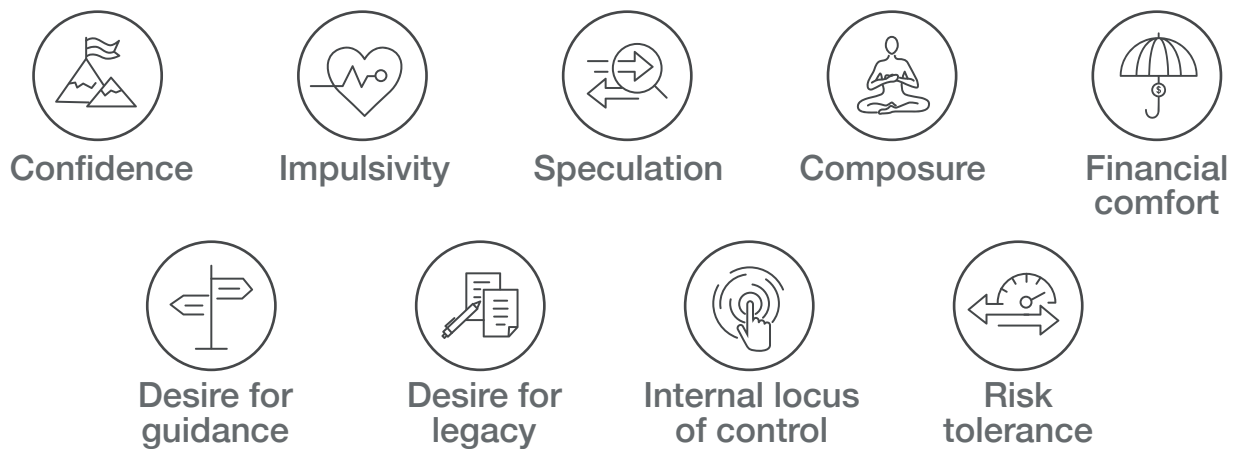 Confidence
Impulsivity
Speculation
Composure
Financial
comfort
$
Desire for
guidance
Desire for
legacy
Internal locus
of control
Risk
tolerance